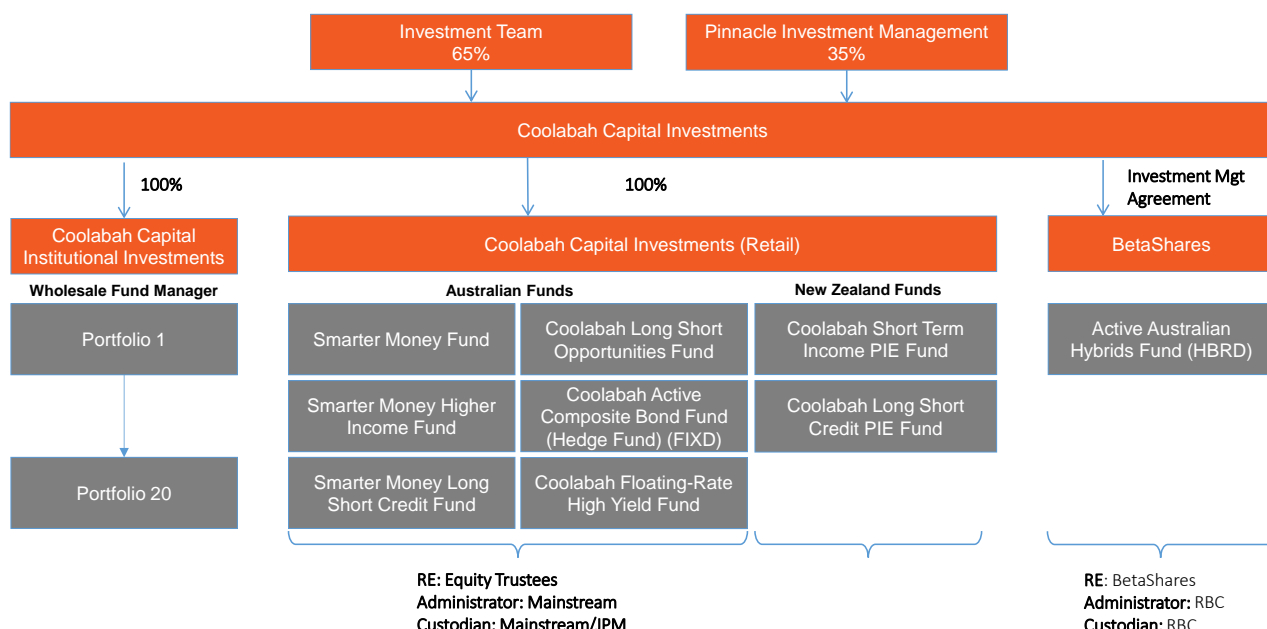 Investment Team
65%
Pinnacle Investment Management
35%
Coolabah Capital Investments
100%
100%
Investment Mgt
Agreement
Coolabah Capital
Institutional Investments
Coolabah Capital Investments (Retail)
BetaShares
Wholesale Fund Manager
Australian Funds
New Zealand Funds
Portfolio 1
Smarter Money Fund
Coolabah Long Short
Opportunities Fund
Coolabah Short Term
Income PIE Fund
Active Australian
Hybrids Fund (HBRD)
Smarter Money Higher
Income Fund
Coolabah Active
Composite Bond Fund
(Hedge Fund) (FIXD)
Coolabah Long Short
Credit PIE Fund
Portfolio 20
Smarter Money Long
Short Credit Fund
Coolabah Floating-Rate
High Yield Fund
RE: Equity Trustees
Administrator: Mainstream
Custodian: Mainstream/JPM
RE: BetaShares
Administrator: RBC
Custodian: RBC